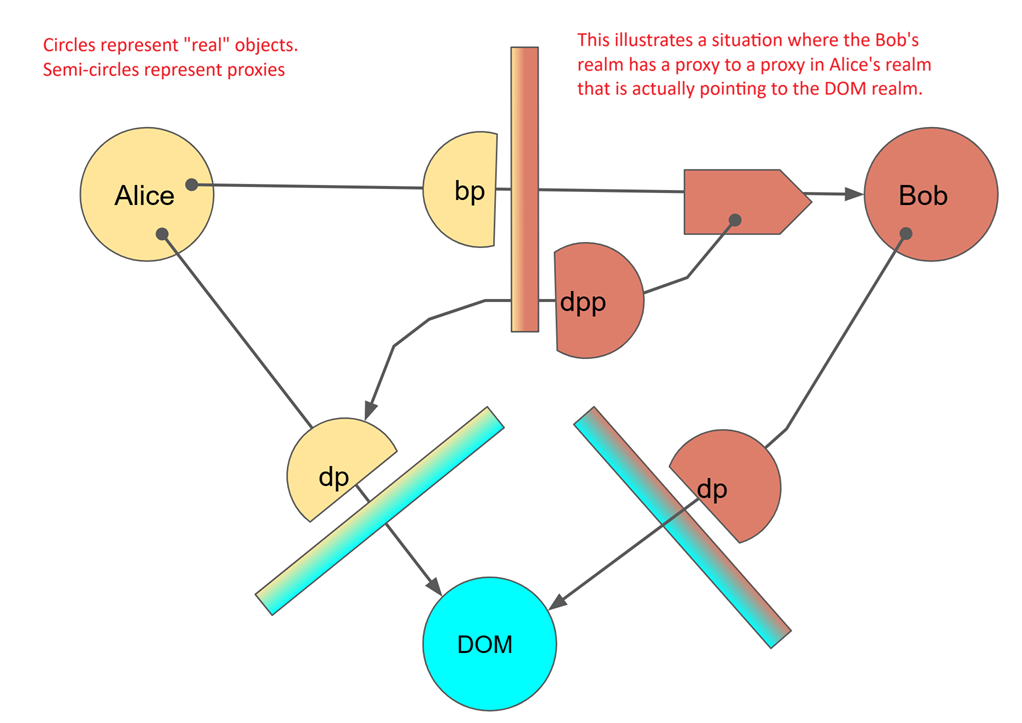 Circles represent "real" objects.
Semi-circles represent proxies
This illustrates a situation where the Bob's
realm has a proxy to a proxy in Alice's realm
that is actually pointing to the DOM realm.
Alice
bp
Bob
dpp
dp
dp
DOM